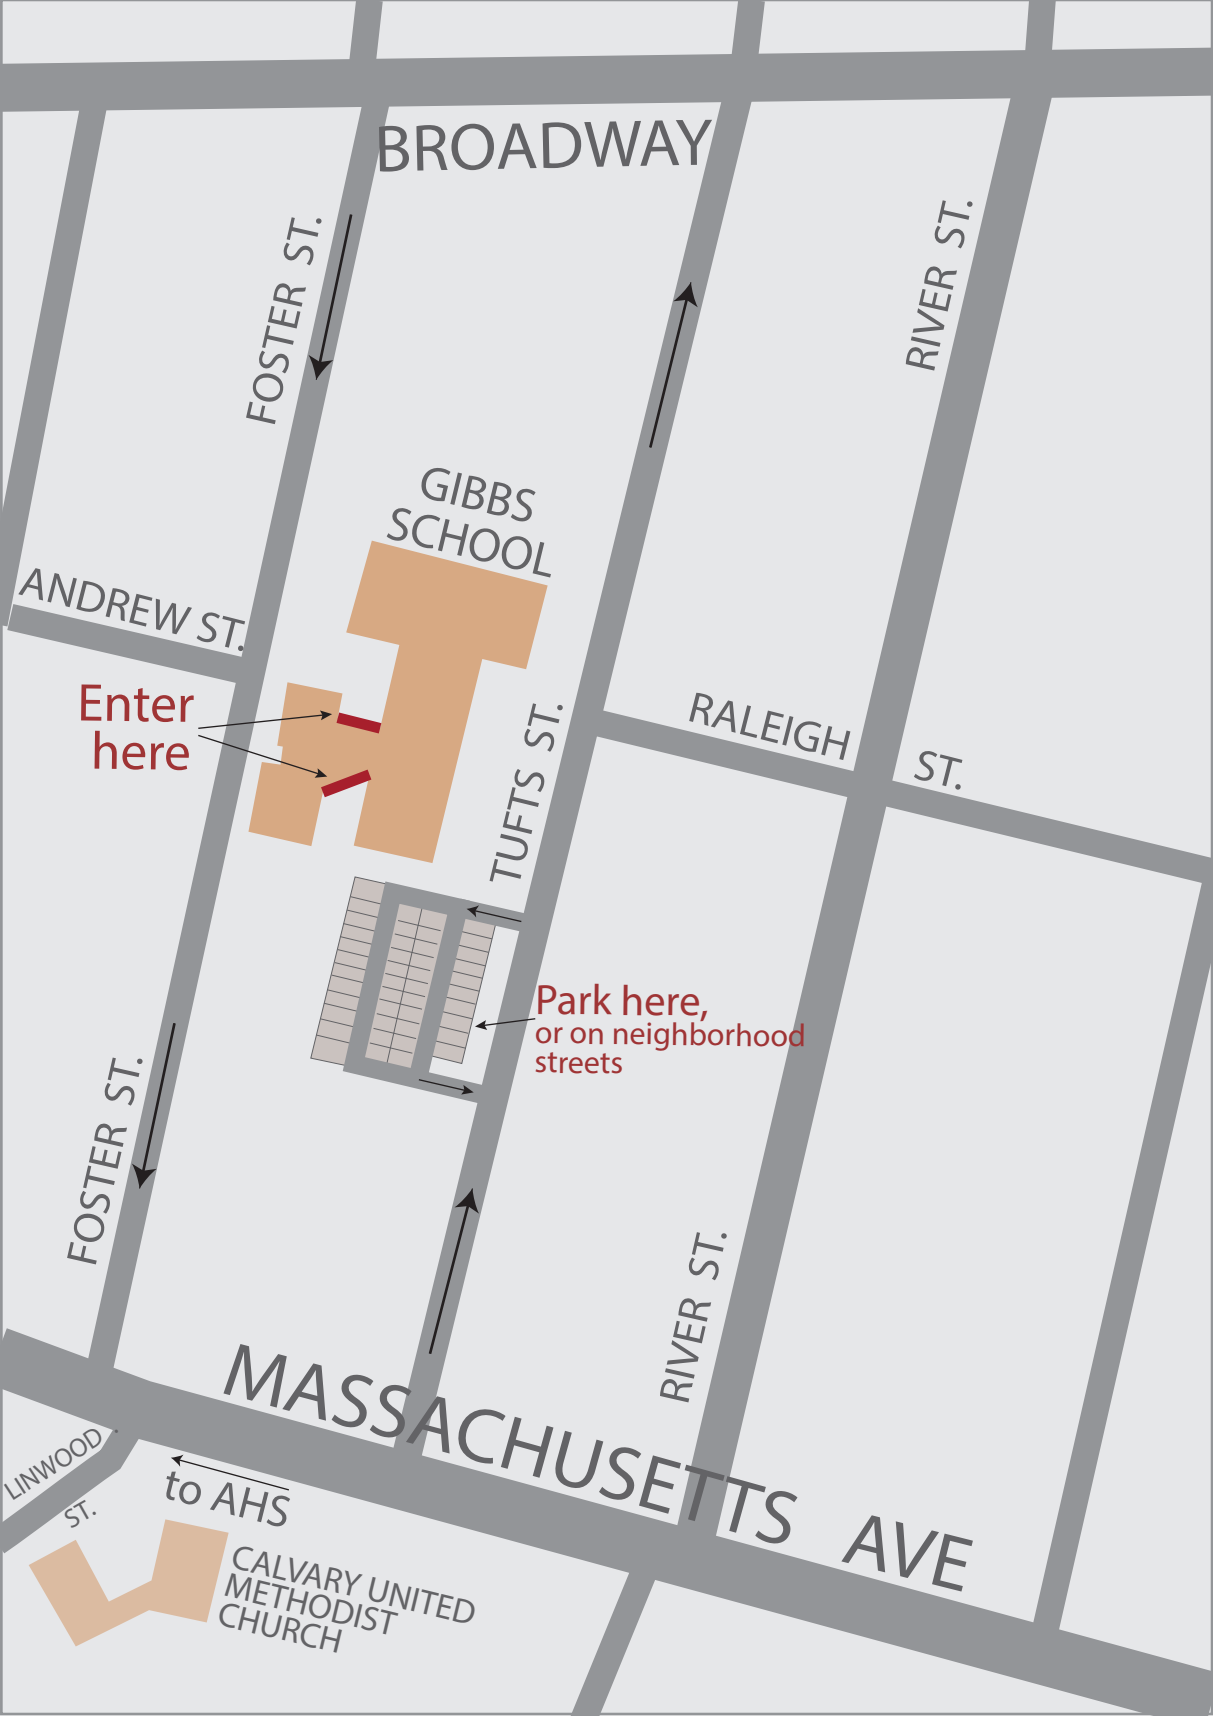 BROADWAY
FOSTER ST.
RIVER ST.
GIBBS
SCHOOL
ANDREW ST.
Enter
here
TUFTS ST.
RALEIGH ST.
Park here,
or on neighborhood
streets
FOSTER ST.
RIVER ST.
MASSACHUSETTS AVE
LINWOOD
ST.
to AHS
CALVARY UNITED
METHODIST
CHURCH